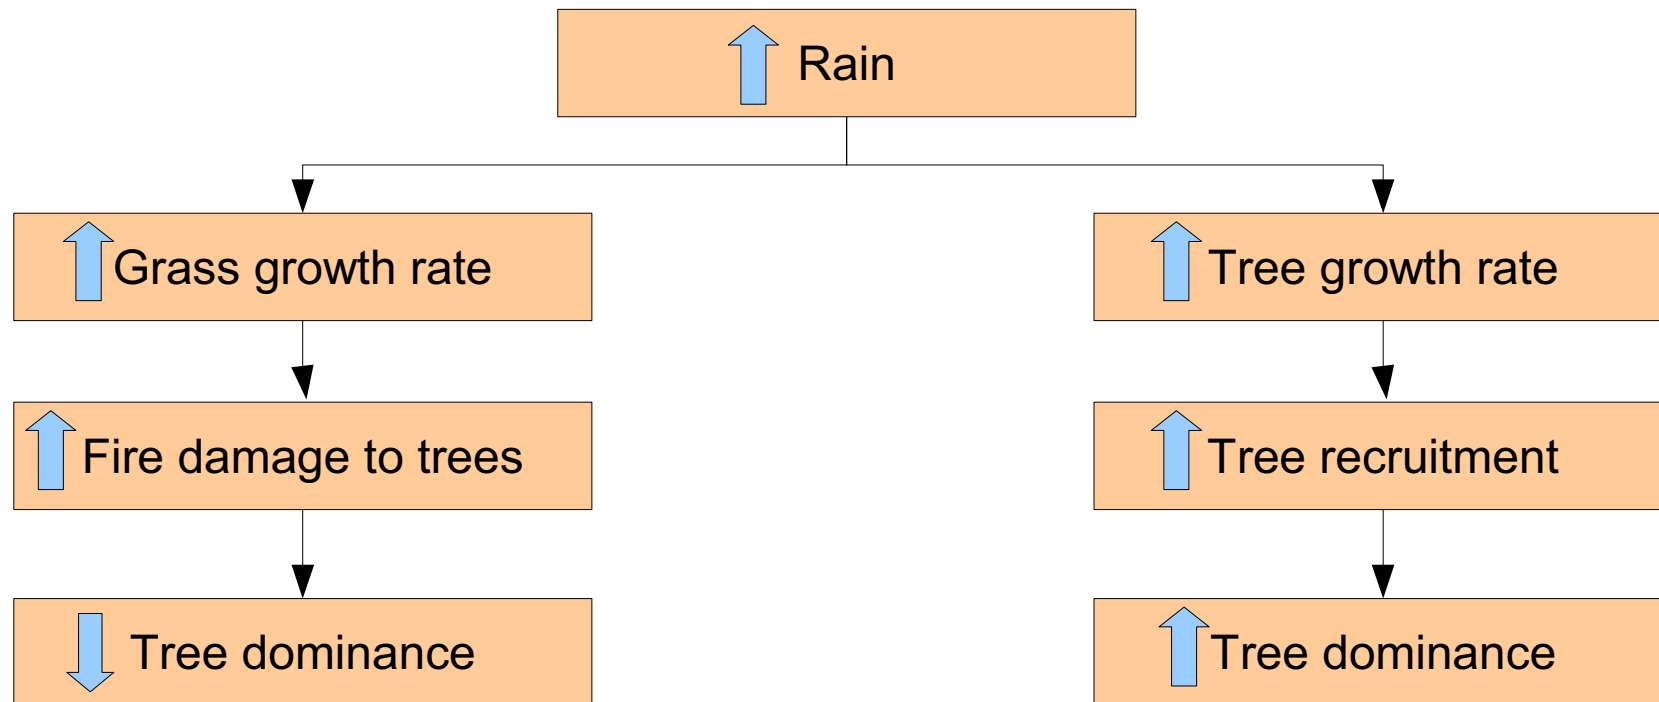 Rain
Grass growth rate
Tree growth rate
Fire damage to trees
Tree recruitment
Tree dominance
Tree dominance